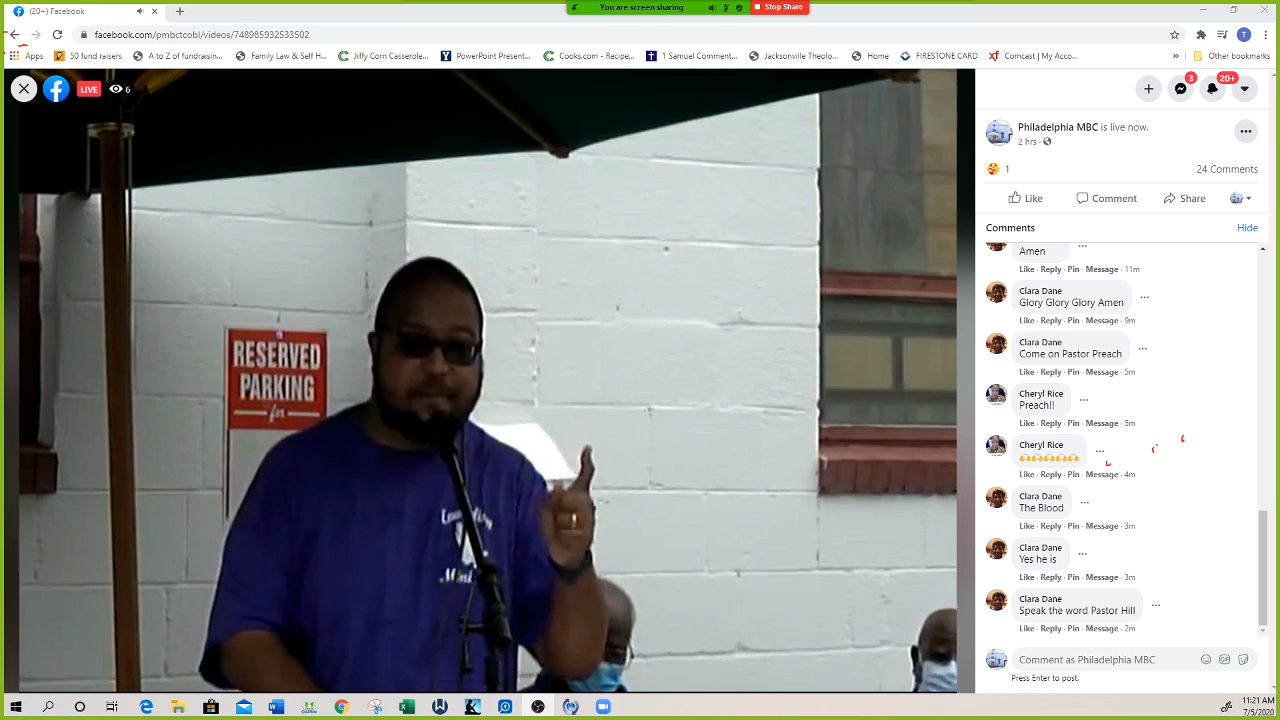 (20+) Facebook
You are screen sharing
Stop Share
facebook.com/pmbctcobl/videos/748985932533502
T
Apps
50 fund raisers
A to Z of fundraisin...
Family Law & Self H...
Jiffy Corn Casserole...
PowerPoint Present...
Cooks.com - Recipe...
1 Samuel Comment...
Jacksonville Theolo...
FIRESTONE CARD
Comcast | My Acco...
Other bookmarks
LIVE
6
3
20+
Philadelphia MBC is live now.
2 hrs
1
24 Comments
Like
Comment
Share
Comments
Hide
Amen
Like · Reply · Pin · Message · 11m
Clara Dane
Glory Glory Glory Amen
Like · Reply · Pin · Message · 9m
Clara Dane
Come on Pastor Preach
Like · Reply · Pin · Message · 5m
Cheryl Rice
Preach!!
Like · Reply · Pin · Message · 5m
Cheryl Rice
Like · Reply · Pin · Message · 4m
Clara Dane
The Blood
Like · Reply · Pin · Message · 3m
Clara Dane
Yes he is
Like · Reply · Pin · Message · 3m
Clara Dane
Speak the word Pastor Hill
Like · Reply · Pin · Message · 2m
Comment as Philadelphia MBC
GIF
Press Enter to post.
RESERVED
PARKING
for
11:21 AM
7/5/2020